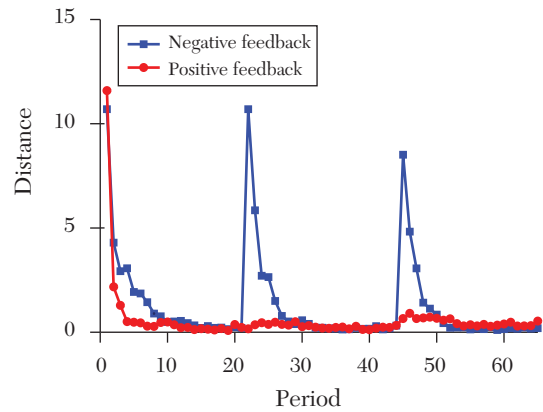 15
Negative feedback
Positive feedback
10
Distance
5
0
0 10 20 30 40 50 60
Period